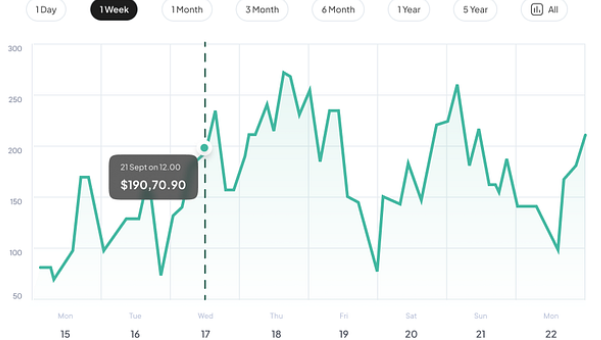 1 Day 1 Week 1 Month 3 Month 6 Month 1 Year 5 Year All
300
250
21 Sept on 12.00
$190,70.90
200
150
100
50
Mon Tue Wed Thu Fri Sat Sun Mon
15 16 17 18 19 20 21 22